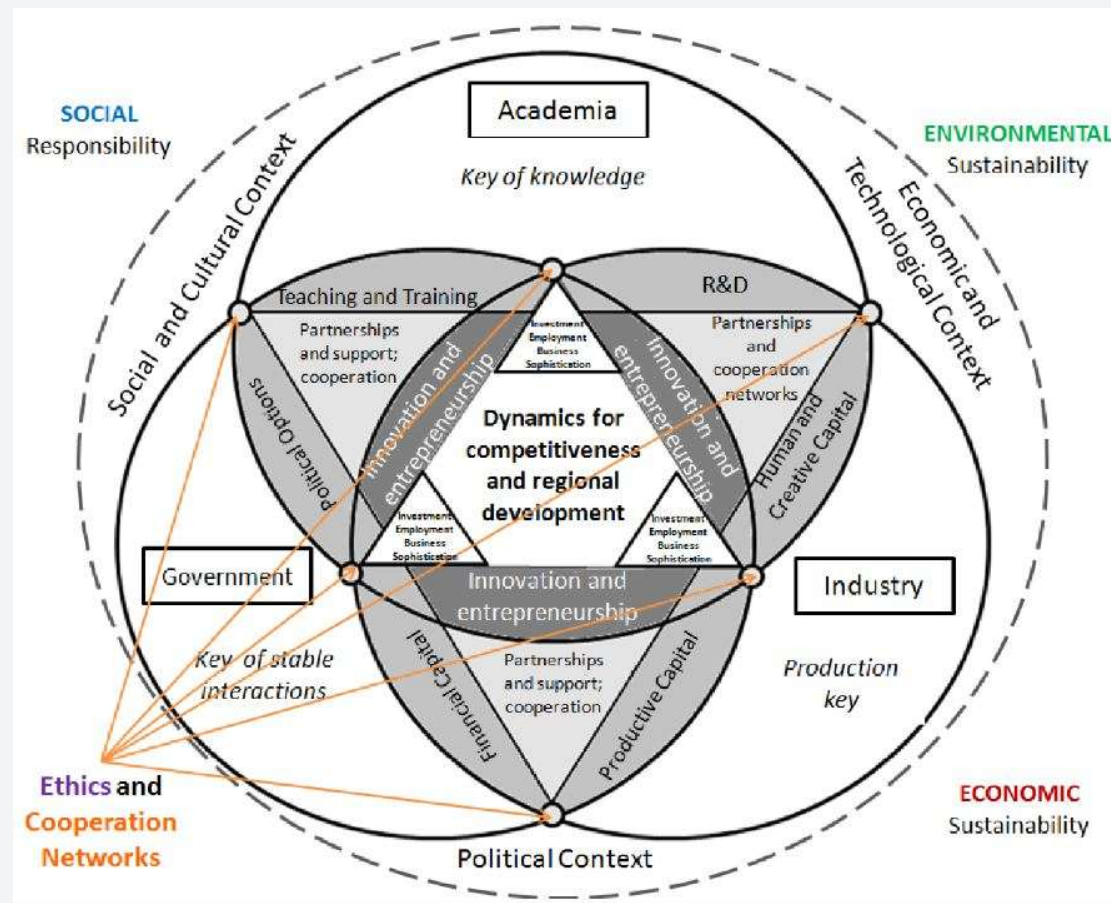 SOCIAL
Responsibility
Academia
Key of knowledge
ENVIRONMENTAL
Sustainability
Social and Cultural Context
Economic and
Technological Context
Teaching and Training
R&D
Partnerships
and support;
cooperation
Investment
Employment
Business
Sophistication
Partnerships
and
cooperation
networks
Political Options
Innovation and
entrepreneurship
Innovation and
entrepreneurship
Human and
Creative Capital
Dynamics for
competitiveness
and regional
development
Investment
Employment
Business
Sophistication
Investment
Employment
Business
Sophistication
Government
Innovation and
entrepreneurship
Industry
Key of stable
interactions
Financial Capital
Partnerships
and support;
cooperation
Productive Capital
Production
key
Ethics and
Cooperation
Networks
ECONOMIC
Sustainability
Political Context